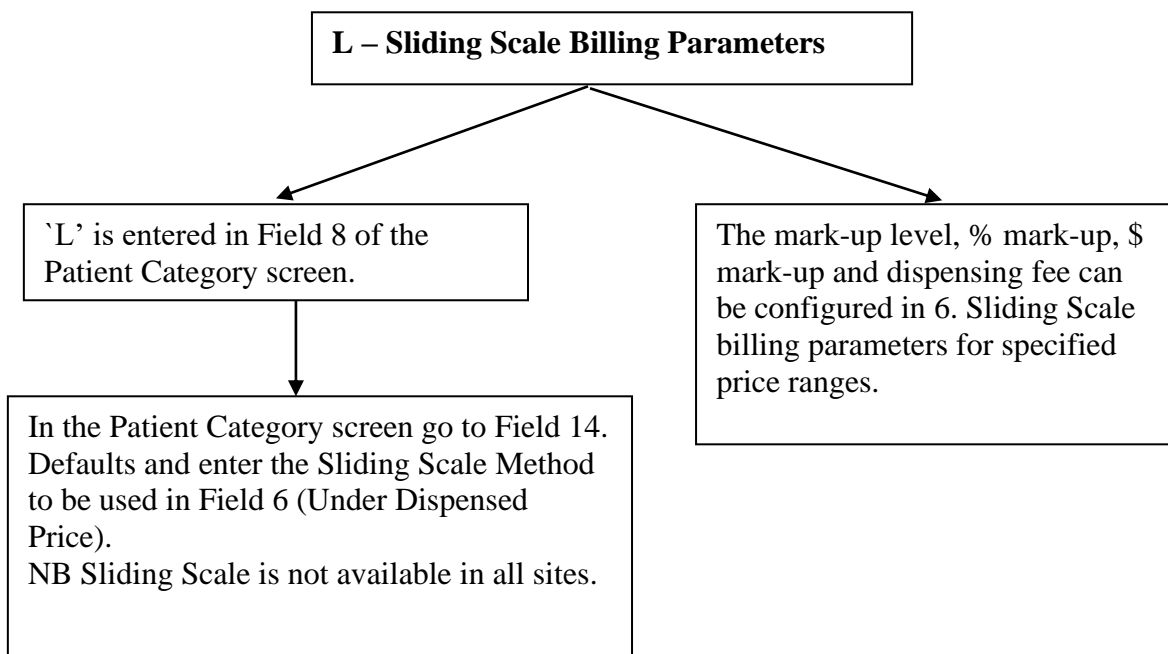 L – Sliding Scale Billing Parameters
`L’ is entered in Field 8 of the
Patient Category screen.
The mark-up level, % mark-up, $
mark-up and dispensing fee can
be configured in 6. Sliding Scale
billing parameters for specified
price ranges.
In the Patient Category screen go to Field 14.
Defaults and enter the Sliding Scale Method
to be used in Field 6 (Under Dispensed
Price).
NB Sliding Scale is not available in all sites.